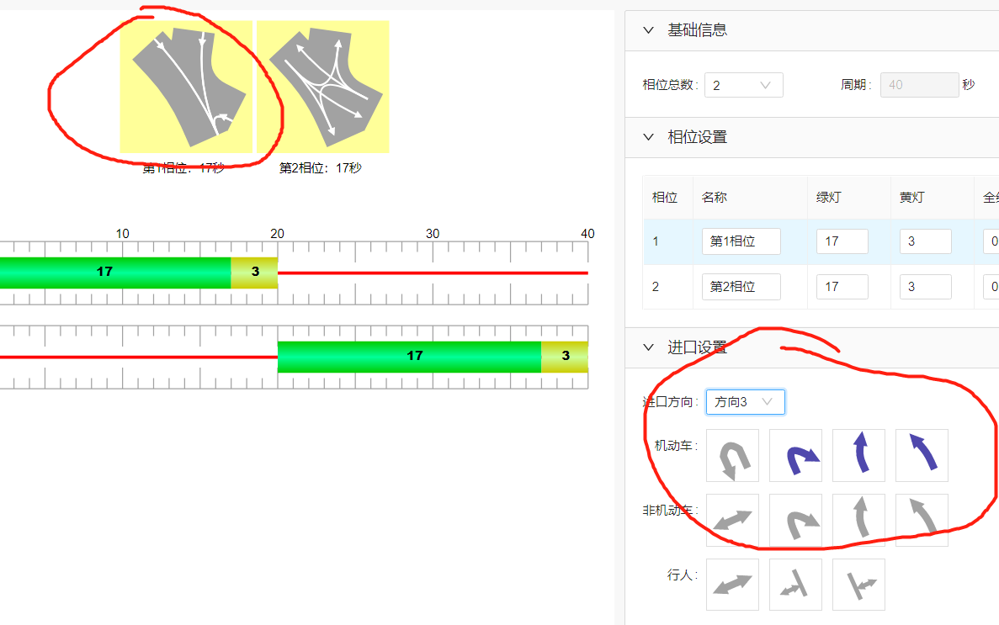 第1相位：17秒
第2相位：17秒
10
20
30
40
17
3
17
3
基础信息
相位总数:
2
周期:
40
秒
相位设置
相位
名称
绿灯
黄灯
1
第1相位
17
3
0
2
第2相位
17
3
0
进口设置
进口方向:
方向3
机动车:
非机动车:
行人: